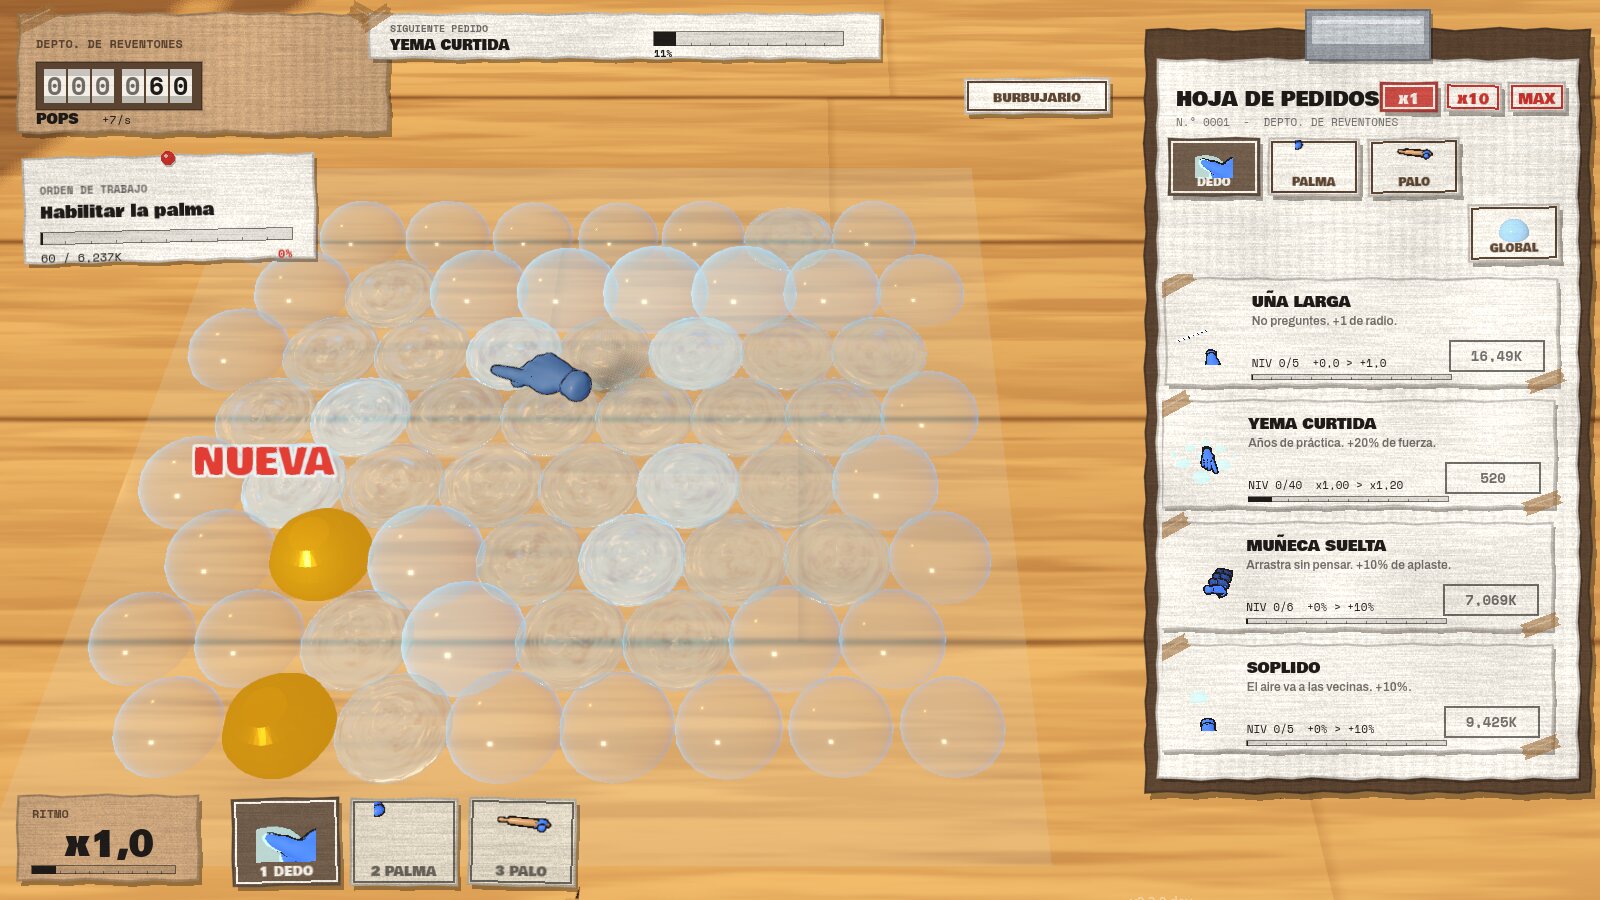 DEPTO. DE REVENTONES
000 060
POPS +7/s
SIGUIENTE PEDIDO
YEMA CURTIDA
11%
BURBUJARIO
ORDEN DE TRABAJO
Habilitar la palma
60 / 6.237K 0%
NUEVA
RITMO
x1,0
1 DEDO
2 PALMA
3 PALO
HOJA DE PEDIDOS
x1 x10 MAX
N.° 0001 - DEPTO. DE REVENTONES
DEDO PALMA PALO
GLOBAL
UÑA LARGA
No preguntes. +1 de radio.
NIV 0/5 +0,0 > +1,0
16.49K
YEMA CURTIDA
Años de práctica. +20% de fuerza.
NIV 0/40 x1,00 > x1,20
520
MUÑECA SUELTA
Arrastra sin pensar. +10% de aplaste.
NIV 0/6 +0% > +10%
7.069K
SOPLIDO
El aire va a las vecinas. +10%.
NIV 0/5 +0% > +10%
9.425K